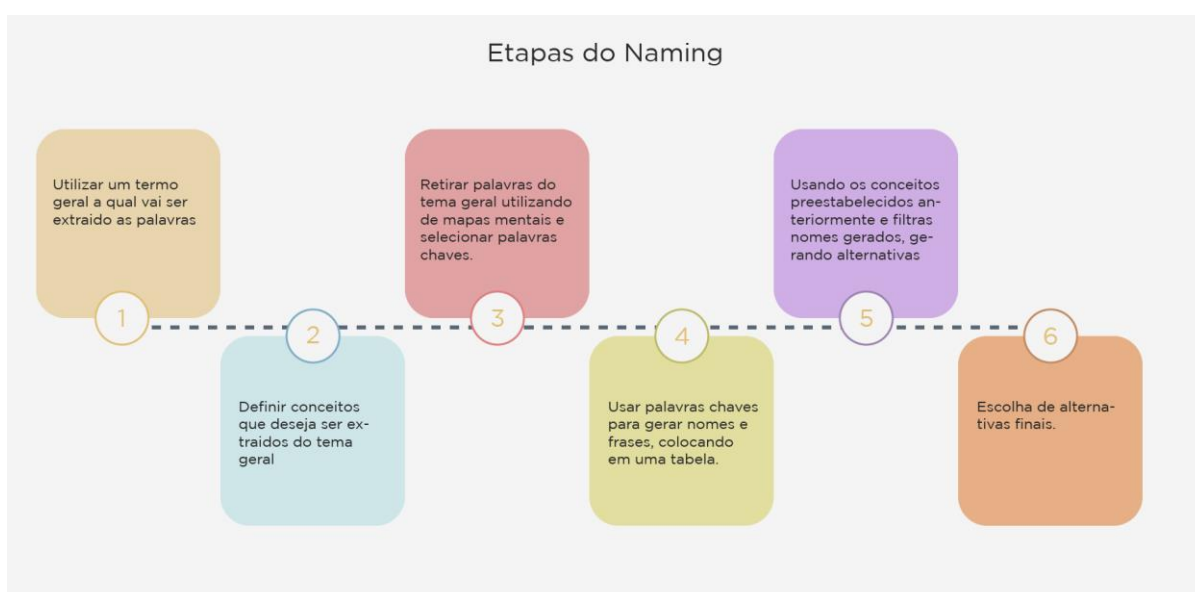 Etapas do Naming
Utilizar um termo
geral a qual vai ser
extraido as palavras
1
Definir conceitos
que deseja ser ex-
traidos do tema
geral
2
Retirar palavras do
tema geral utilizando
de mapas mentais e
selecionar palavras
chaves.
3
Usar palavras chaves
para gerar nomes e
frases, colocando
em uma tabela.
4
Usando os conceitos
preestabelecidos an-
teriormente e filtras
nomes gerados, ge-
rando alternativas
5
Escolha de alterna-
tivas finais.
6